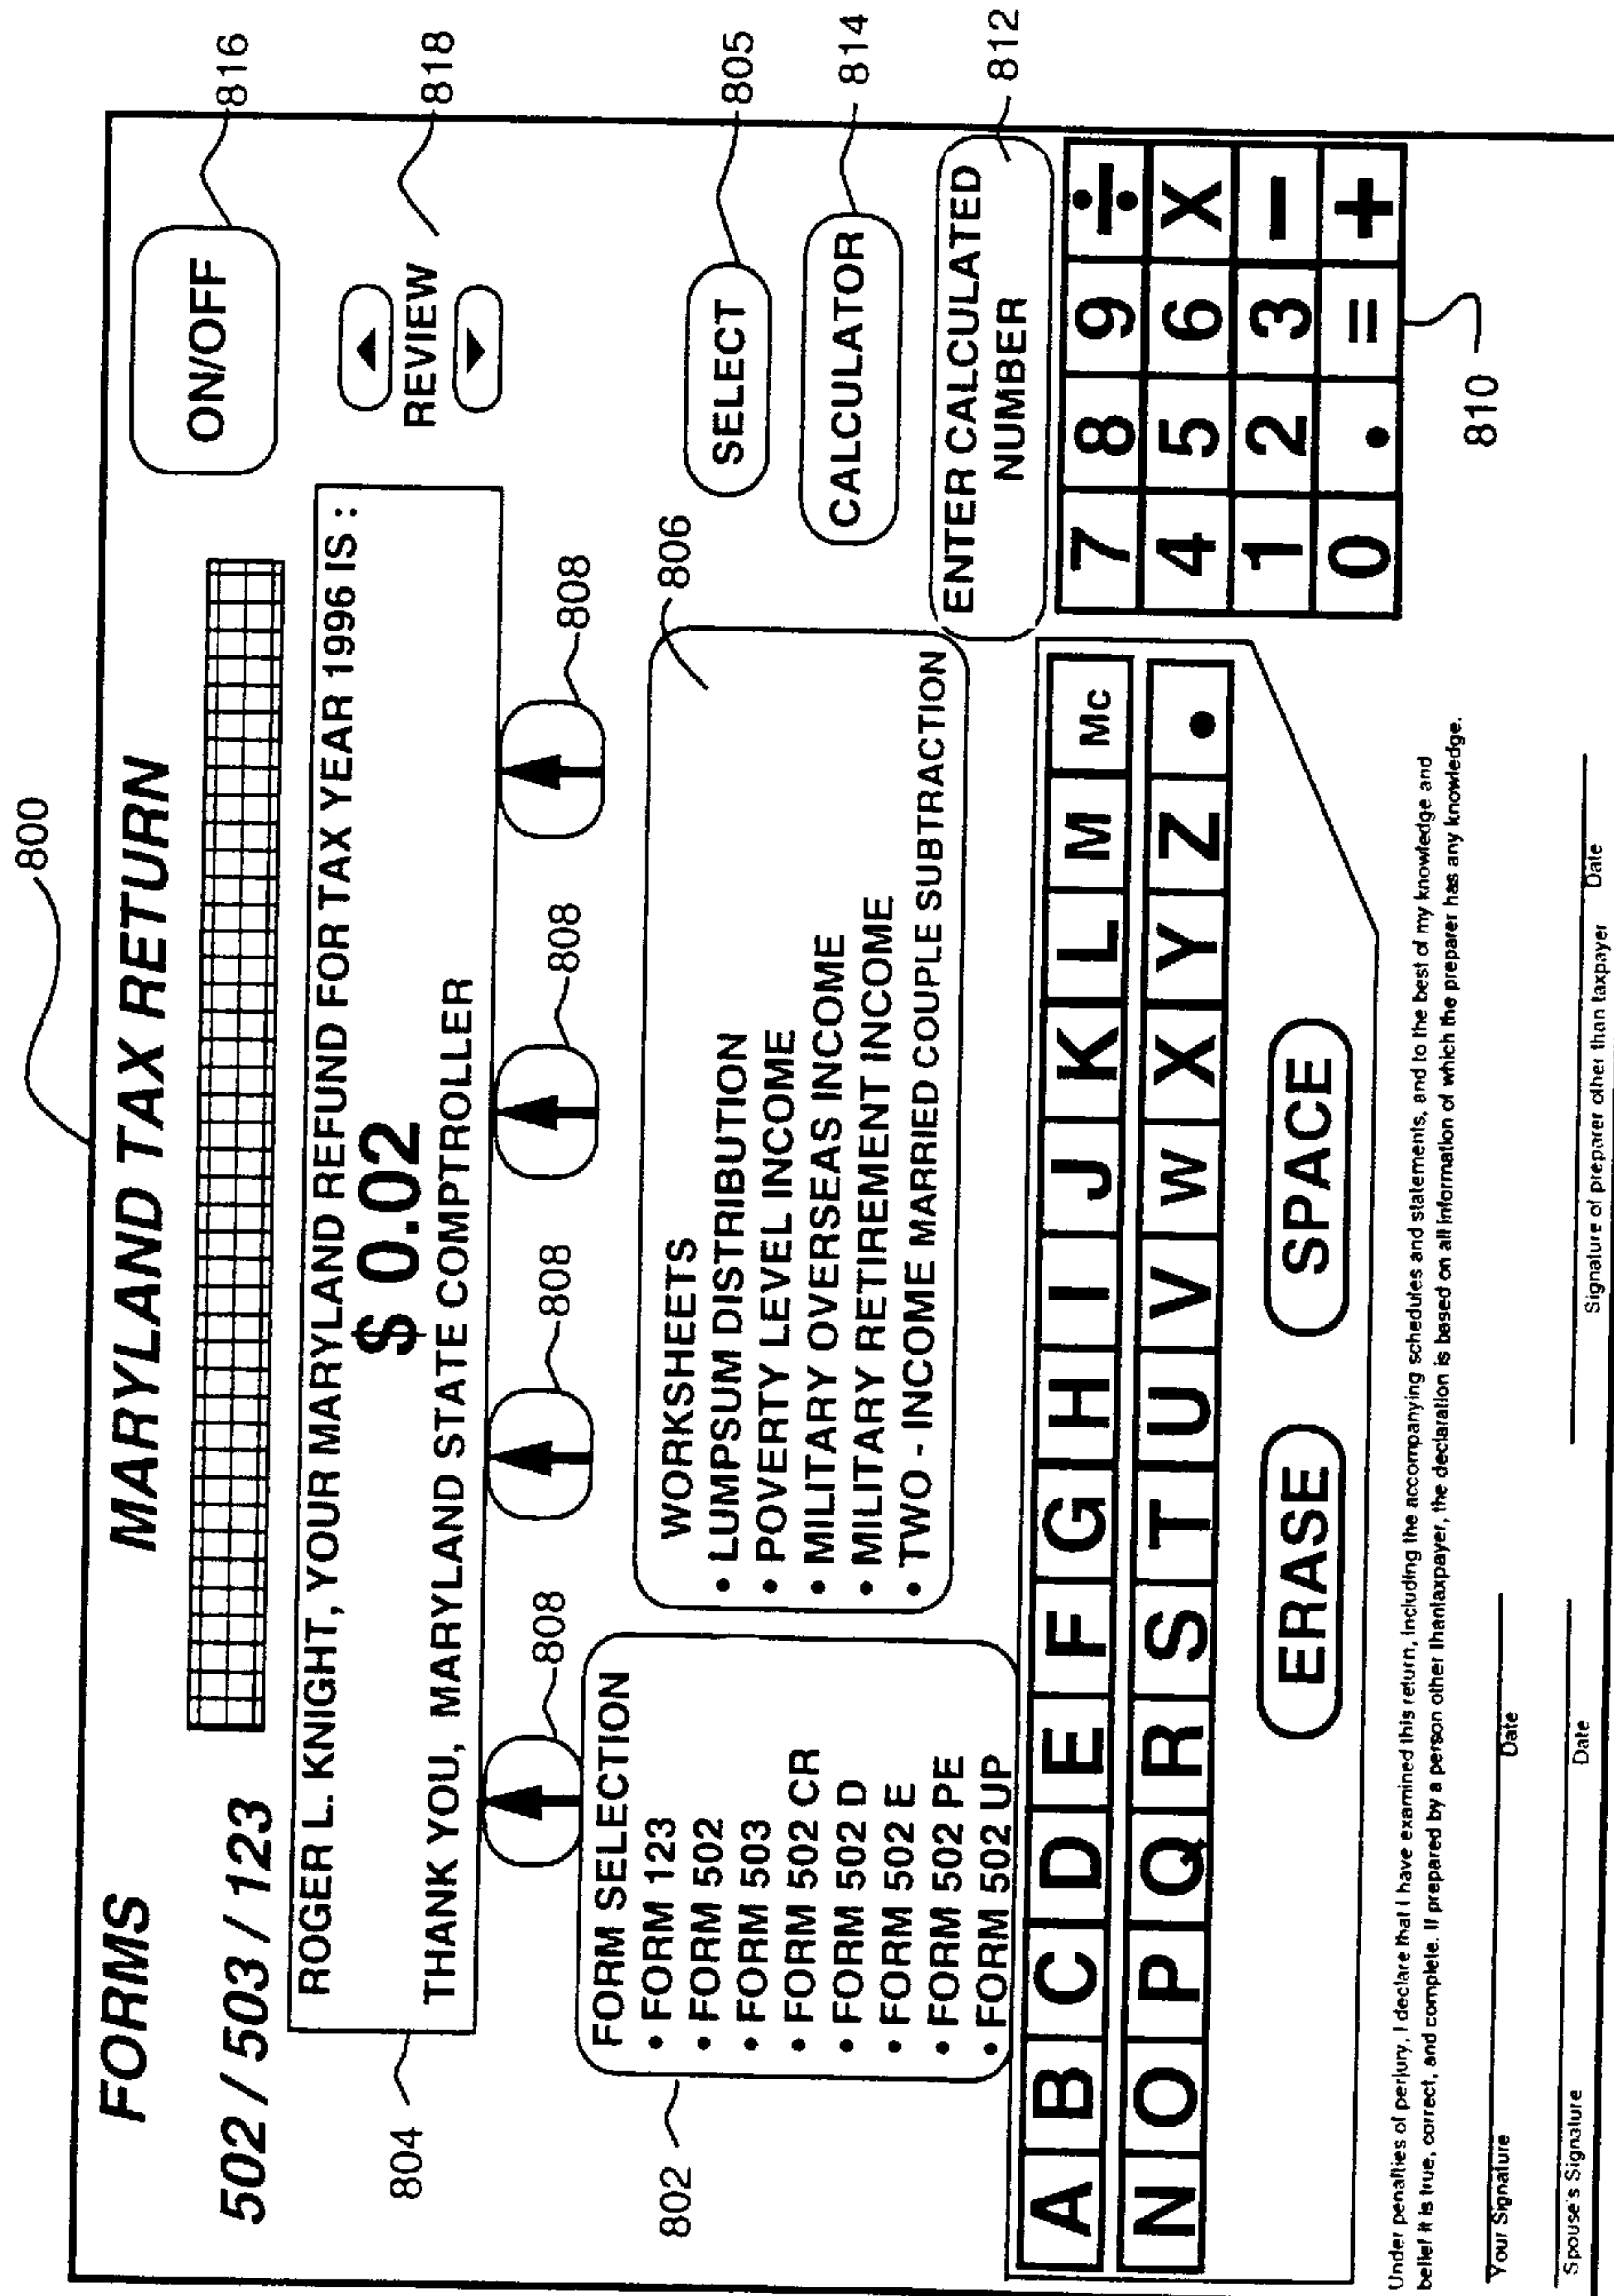 800
FORMS
MARYLAND TAX RETURN
502 / 503 / 123
ON/OFF
816
ROGER L. KNIGHT, YOUR MARYLAND REFUND FOR TAX YEAR 1996 IS :
$ 0.02
THANK YOU, MARYLAND STATE COMPTROLLER
804
REVIEW
818
808
808
808
808
802
FORM SELECTION
• FORM 123
• FORM 502
• FORM 503
• FORM 502 CR
• FORM 502 D
• FORM 502 E
• FORM 502 PE
• FORM 502 UP
806
WORKSHEETS
• LUMPSUM DISTRIBUTION
• POVERTY LEVEL INCOME
• MILITARY OVERSEAS INCOME
• MILITARY RETIREMENT INCOME
• TWO - INCOME MARRIED COUPLE SUBTRACTION
SELECT
805
CALCULATOR
814
ENTER CALCULATED
NUMBER
812
A B C D E F G H I J K L M Mc
N O P Q R S T U V W X Y Z .
ERASE SPACE
7 8 9 ÷
4 5 6 X
1 2 3 −
0 . = +
810
Under penalties of perjury, I declare that I have examined this return, including the accompanying schedules and statements, and to the best of my knowledge and
belief it is true, correct, and complete. If prepared by a person other thantaxpayer, the declaration is based on all information of which the preparer has any knowledge.
Your Signature Date
Spouse's Signature Date
Signature of preparer other than taxpayer Date